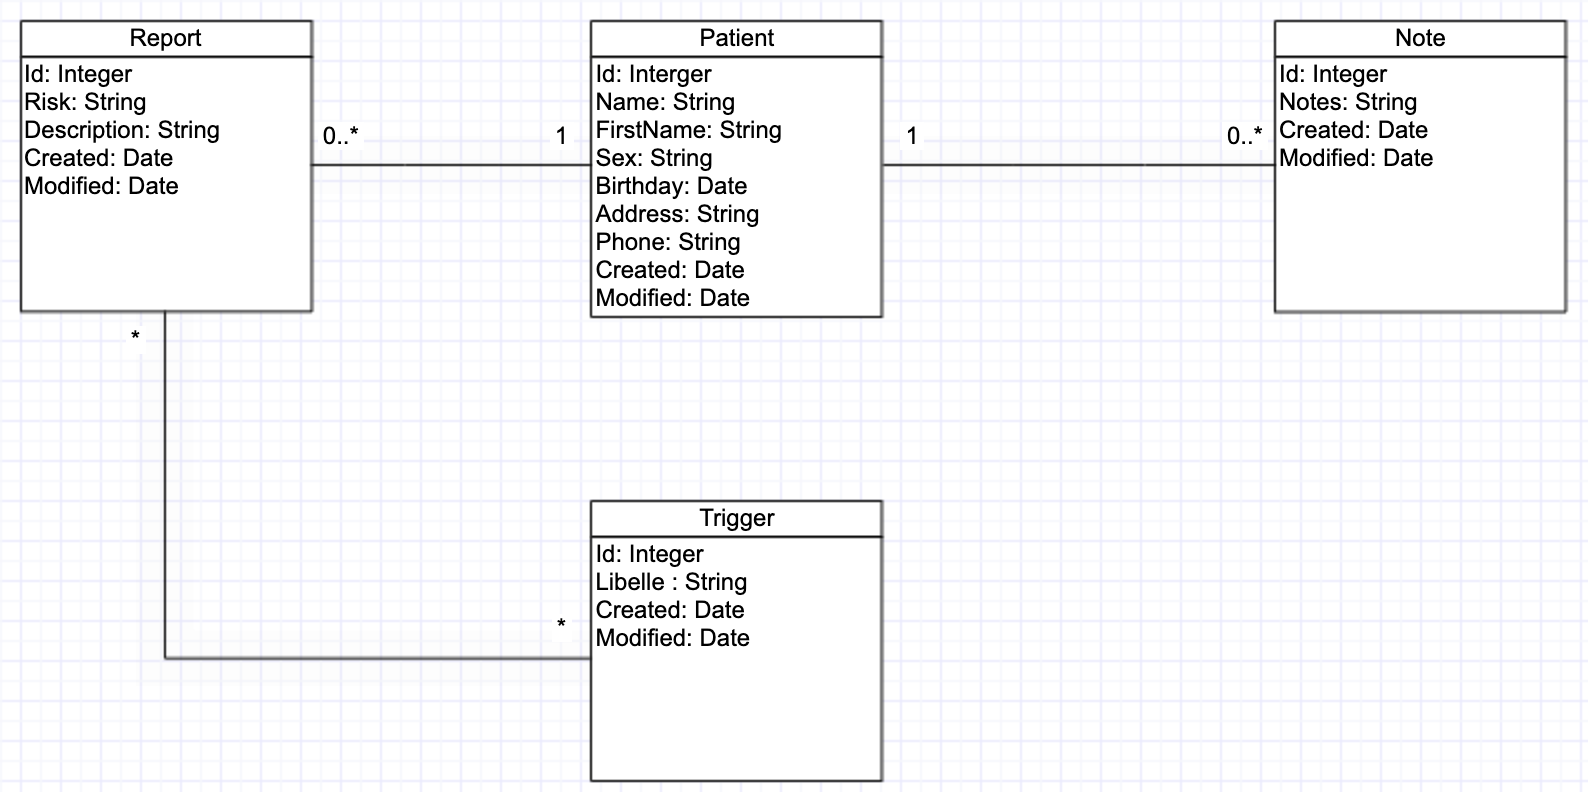 Report
Id: Integer
Risk: String
Description: String
Created: Date
Modified: Date
0..*
1
Patient
Id: Interger
Name: String
FirstName: String
Sex: String
Birthday: Date
Address: String
Phone: String
Created: Date
Modified: Date
1
0..*
Note
Id: Integer
Notes: String
Created: Date
Modified: Date
*
*
Trigger
Id: Integer
Libelle : String
Created: Date
Modified: Date